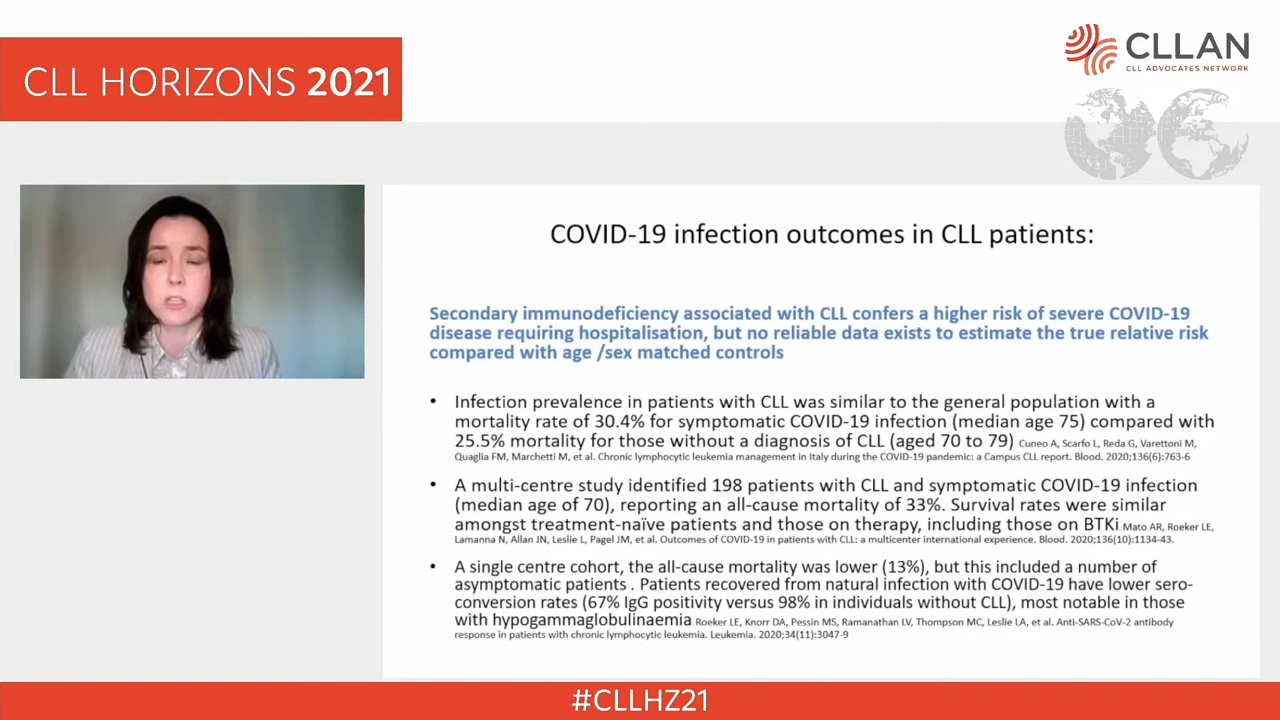 CLL HORIZONS 2021
CLLAN
CLL ADVOCATES NETWORK
COVID-19 infection outcomes in CLL patients:
Secondary immunodeficiency associated with CLL confers a higher risk of severe COVID-19
disease requiring hospitalisation, but no reliable data exists to estimate the true relative risk
compared with age /sex matched controls
• Infection prevalence in patients with CLL was similar to the general population with a
mortality rate of 30.4% for symptomatic COVID-19 infection (median age 75) compared with
25.5% mortality for those without a diagnosis of CLL (aged 70 to 79) Cuneo A, Scarfo L, Reda G, Varettoni M,
Quaglia FM, Marchetti M, et al. Chronic lymphocytic leukemia management in Italy during the COVID-19 pandemic: a Campus CLL report. Blood. 2020;136(6):763-6
• A multi-centre study identified 198 patients with CLL and symptomatic COVID-19 infection
(median age of 70), reporting an all-cause mortality of 33%. Survival rates were similar
amongst treatment-naïve patients and those on therapy, including those on BTKi Mato AR, Roeker LE,
Lamanna N, Allan JN, Leslie L, Pagel JM, et al. Outcomes of COVID-19 in patients with CLL: a multicenter international experience. Blood. 2020;136(10):1134-43.
• A single centre cohort, the all-cause mortality was lower (13%), but this included a number of
asymptomatic patients . Patients recovered from natural infection with COVID-19 have lower sero-
conversion rates (67% IgG positivity versus 98% in individuals without CLL), most notable in those
with hypogammaglobulinaemia Roeker LE, Knorr DA, Pessin MS, Ramanathan LV, Thompson MC, Leslie LA, et al. Anti-SARS-CoV-2 antibody
response in patients with chronic lymphocytic leukemia. Leukemia. 2020;34(11):3047-9
#CLLHZ21